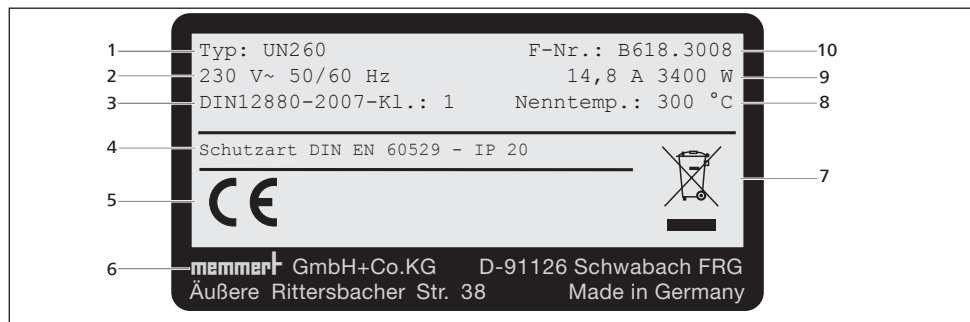 1 Typ: UN260 F-Nr.: B618.3008 10
2 230 V~ 50/60 Hz 14,8 A 3400 W 9
3 DIN12880-2007-Kl.: 1 Nenntemp.: 300 °C 8
4 Schutzart DIN EN 60529 - IP 20
7
5 CE
6 memmert GmbH+Co.KG D-91126 Schwabach FRG
Äußere Rittersbacher Str. 38 Made in Germany